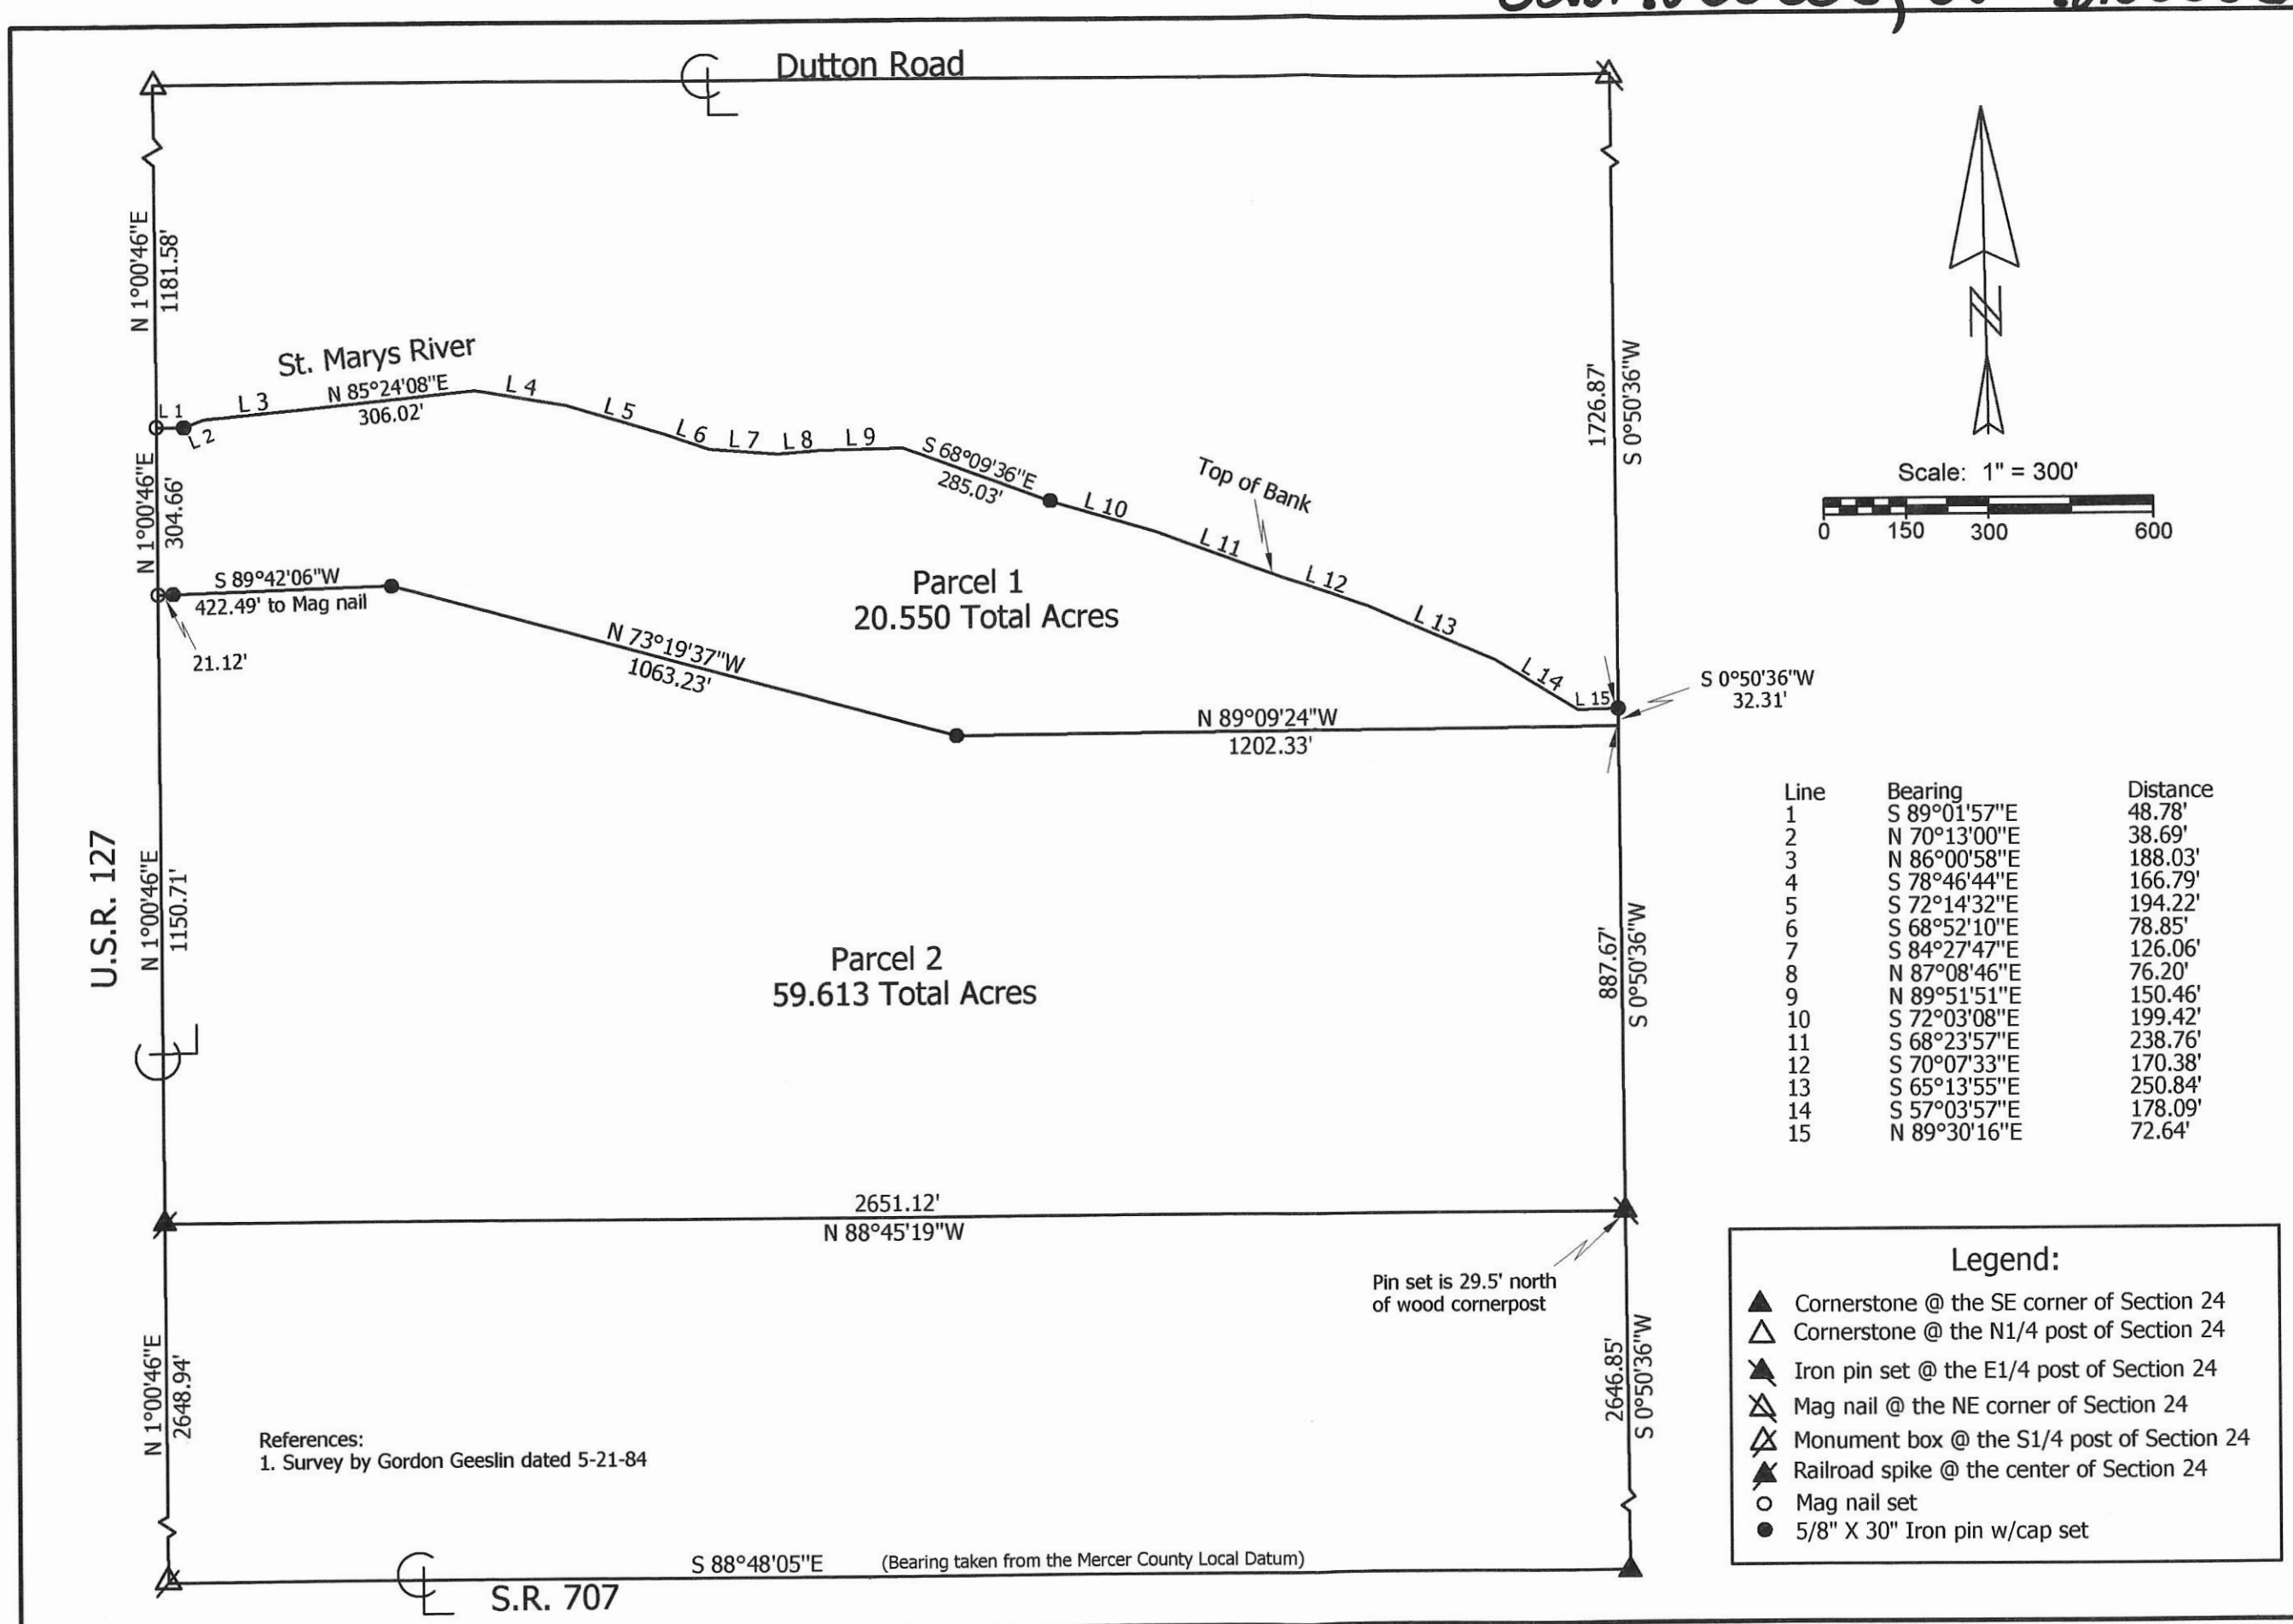 Dutton Road
N 1°00'46"E
1181.58'
1726.87'
S 0°50'36"W
N
Scale: 1" = 300'
0 150 300 600
St. Marys River
L 1
L 2
L 3
N 85°24'08"E
306.02'
L 4
L 5
L 6
L 7
L 8
L 9
S 68°09'36"E
285.03'
L 10
Top of Bank
L 11
L 12
L 13
L 14
L 15
S 0°50'36"W
32.31'
N 1°00'46"E
304.66'
S 89°42'06"W
422.49' to Mag nail
21.12'
N 73°19'37"W
1063.23'
Parcel 1
20.550 Total Acres
N 89°09'24"W
1202.33'
Line Bearing Distance
1 S 89°01'57"E 48.78'
2 N 70°13'00"E 38.69'
3 N 86°00'58"E 188.03'
4 S 78°46'44"E 166.79'
5 S 72°14'32"E 194.22'
6 S 68°52'10"E 78.85'
7 S 84°27'47"E 126.06'
8 N 87°08'46"E 76.20'
9 N 89°51'51"E 150.46'
10 S 72°03'08"E 199.42'
11 S 68°23'57"E 238.76'
12 S 70°07'33"E 170.38'
13 S 65°13'55"E 250.84'
14 S 57°03'57"E 178.09'
15 N 89°30'16"E 72.64'
U.S.R. 127
N 1°00'46"E
1150.71'
Parcel 2
59.613 Total Acres
887.67'
S 0°50'36"W
2651.12'
N 88°45'19"W
Pin set is 29.5' north
of wood cornerpost
N 1°00'46"E
2648.94'
2646.85'
S 0°50'36"W
References:
1. Survey by Gordon Geeslin dated 5-21-84
S 88°48'05"E (Bearing taken from the Mercer County Local Datum)
S.R. 707
Legend:
Cornerstone @ the SE corner of Section 24
Cornerstone @ the N1/4 post of Section 24
Iron pin set @ the E1/4 post of Section 24
Mag nail @ the NE corner of Section 24
Monument box @ the S1/4 post of Section 24
Railroad spike @ the center of Section 24
Mag nail set
5/8" X 30" Iron pin w/cap set